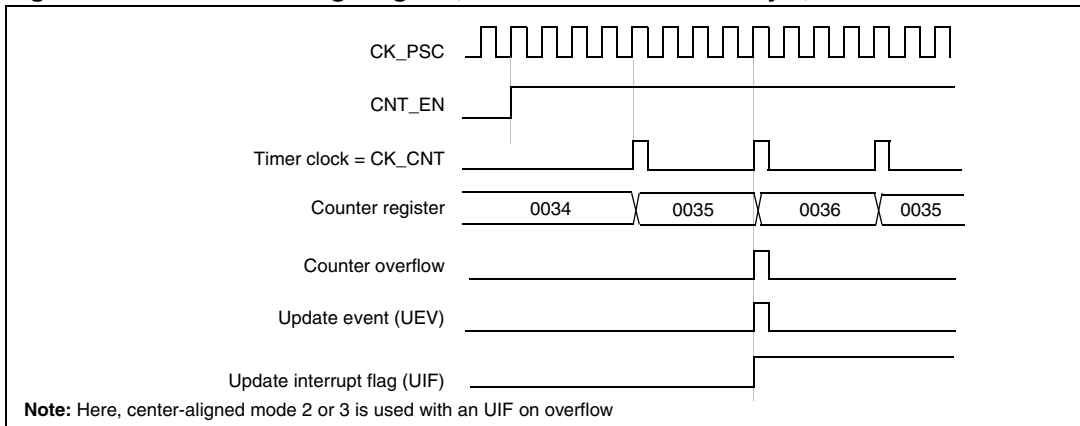 CK_PSC
CNT_EN
Timer clock = CK_CNT
Counter register 0034 0035 0036 0035
Counter overflow
Update event (UEV)
Update interrupt flag (UIF)
Note: Here, center-aligned mode 2 or 3 is used with an UIF on overflow